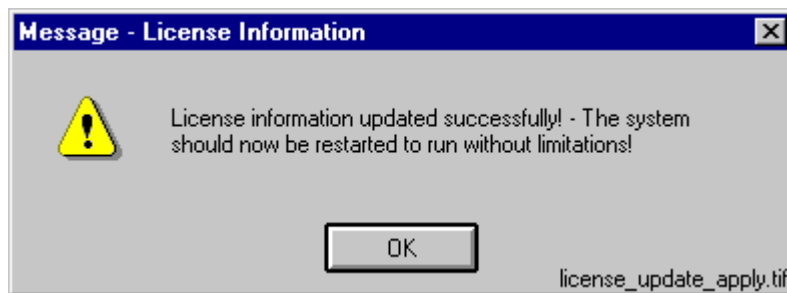 Message - License Information
License information updated successfully! - The system
should now be restarted to run without limitations!
OK
license_update_apply.tif